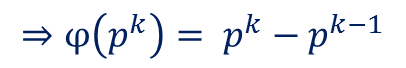 ⇒ φ(p^k) = p^k − p^{k−1}